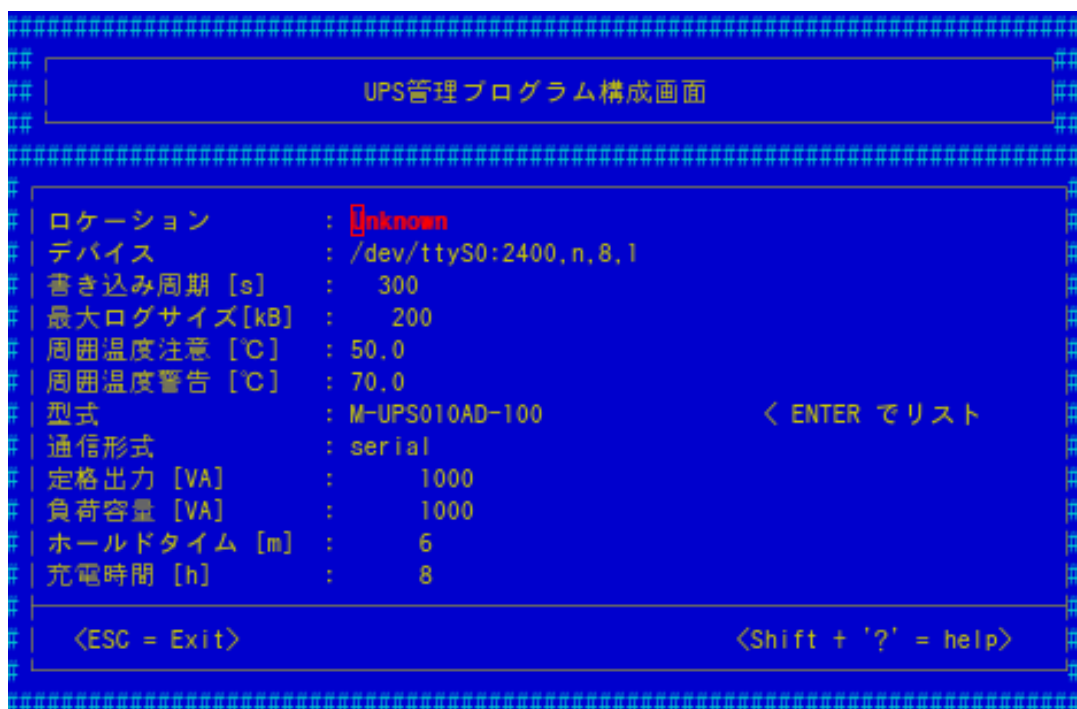 UPS管理プログラム構成画面
ロケーション : Unknown
デバイス : /dev/ttyS0:2400,n,8,1
書き込み周期 [s] : 300
最大ログサイズ[kB] : 200
周囲温度注意 [℃] : 50.0
周囲温度警告 [℃] : 70.0
型式 : M-UPS010AD-100 < ENTER でリスト
通信形式 : serial
定格出力 [VA] : 1000
負荷容量 [VA] : 1000
ホールドタイム [m] : 6
充電時間 [h] : 8
<ESC = Exit> <Shift + '?' = help>